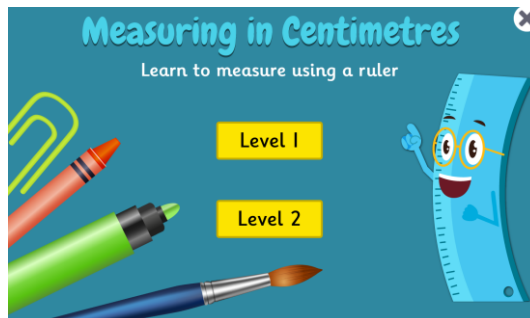 Measuring in Centimetres
Learn to measure using a ruler
Level 1
Level 2